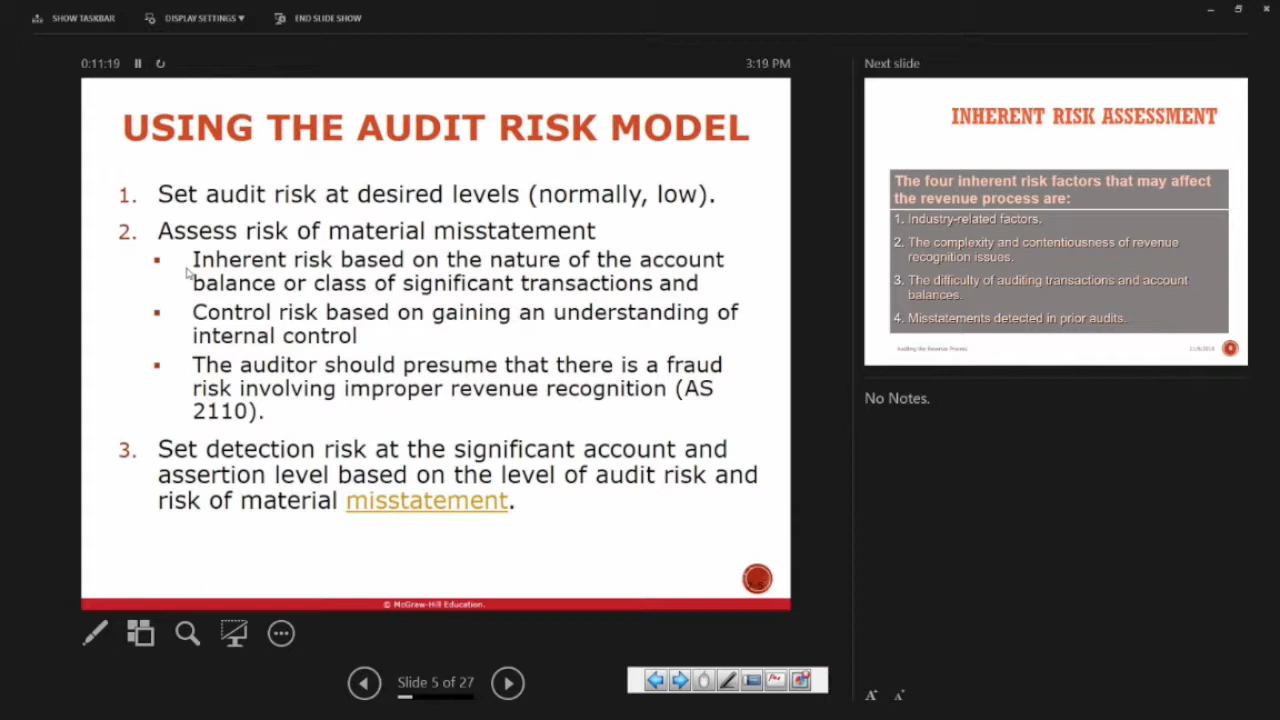 SHOW TASKBAR
DISPLAY SETTINGS ▼
END SLIDE SHOW
0:11:19
3:19 PM
USING THE AUDIT RISK MODEL
1. Set audit risk at desired levels (normally, low).
2. Assess risk of material misstatement
▪ Inherent risk based on the nature of the account
balance or class of significant transactions and
▪ Control risk based on gaining an understanding of
internal control
▪ The auditor should presume that there is a fraud
risk involving improper revenue recognition (AS
2110).
3. Set detection risk at the significant account and
assertion level based on the level of audit risk and
risk of material misstatement.
© McGraw-Hill Education.
Slide 5 of 27
Next slide
INHERENT RISK ASSESSMENT
The four inherent risk factors that may affect
the revenue process are:
1. Industry-related factors.
2. The complexity and contentiousness of revenue
recognition issues.
3. The difficulty of auditing transactions and account
balances.
4. Misstatements detected in prior audits.
Auditing the Revenue Process
No Notes.
A A